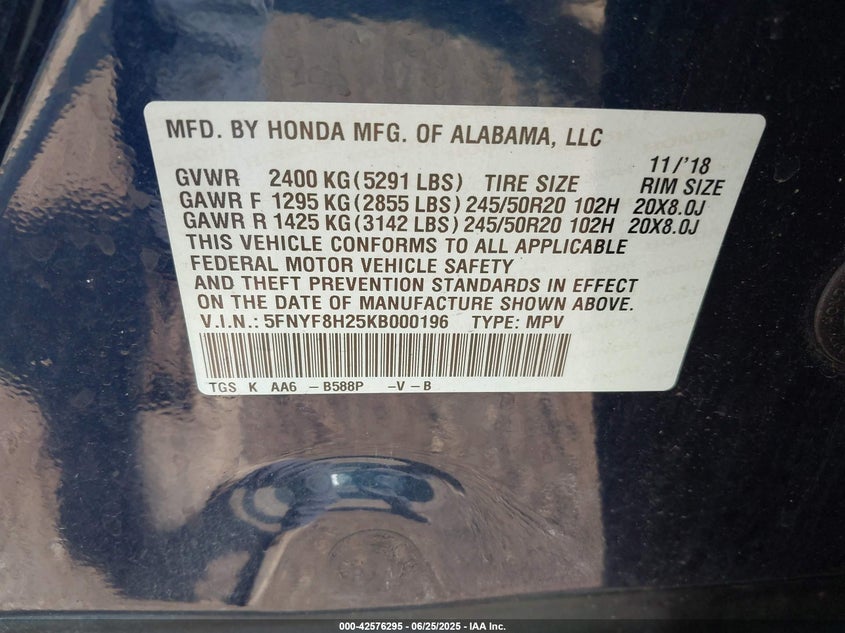 MFD. BY HONDA MFG. OF ALABAMA, LLC
11/'18
GVWR 2400 KG(5291 LBS) TIRE SIZE RIM SIZE
GAWR F 1295 KG(2855 LBS)245/50R20 102H 20X8.0J
GAWR R 1425 KG(3142 LBS)245/50R20 102H 20X8.0J
THIS VEHICLE CONFORMS TO ALL APPLICABLE
FEDERAL MOTOR VEHICLE SAFETY
AND THEFT PREVENTION STANDARDS IN EFFECT
ON THE DATE OF MANUFACTURE SHOWN ABOVE.
V.I.N.: 5FNYF8H25KB000196 TYPE: MPV
TGS K AA6 -B588P -V-B
000-42576295 - 06/25/2025 - IAA Inc.